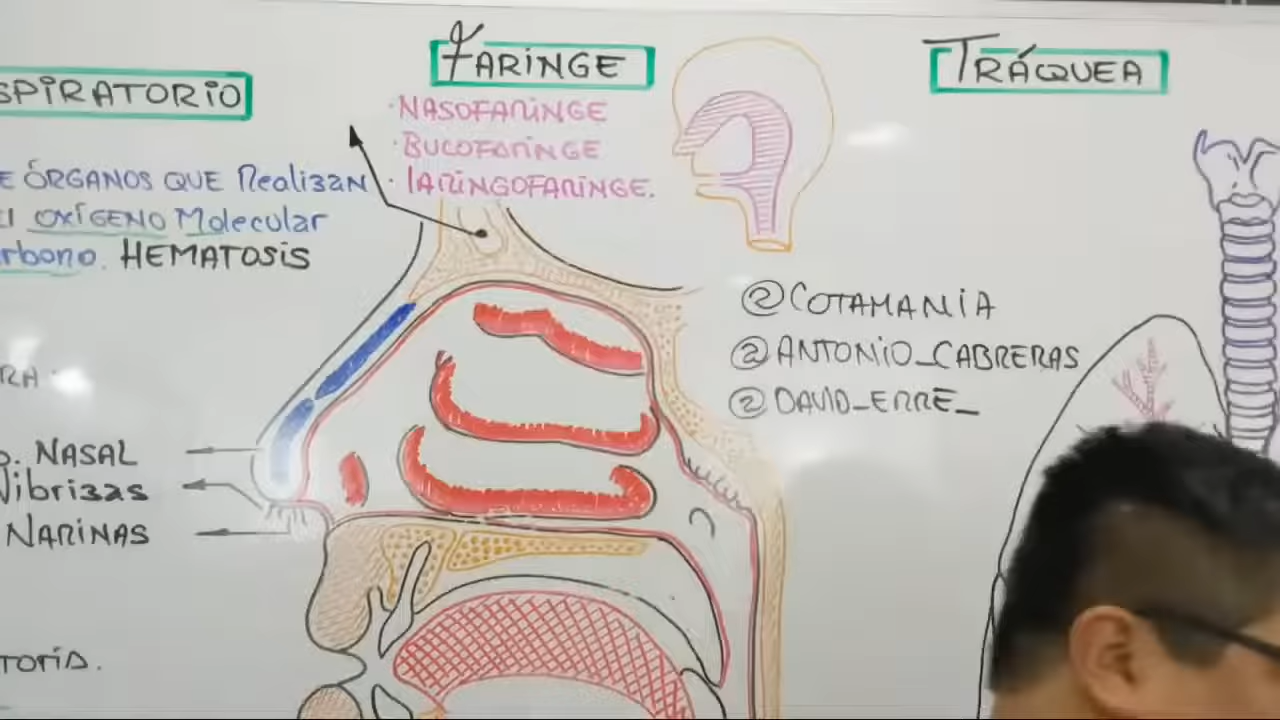 SPIRATORIO
E ÓRGANOS QUE Realizan
El OXÍGENO Molecular
rbono. HEMATOSIS
RA
o. NASAL
Vibrizas
NARINAS
TORIA.
FARINGE
·NASOFARINGE
·BUCOFARINGE
·lARINGOFARINGE.
@COTAMANIA
@ANTONIO_CABRERAS
@DAVID_ERRE_
TRÁQUEA